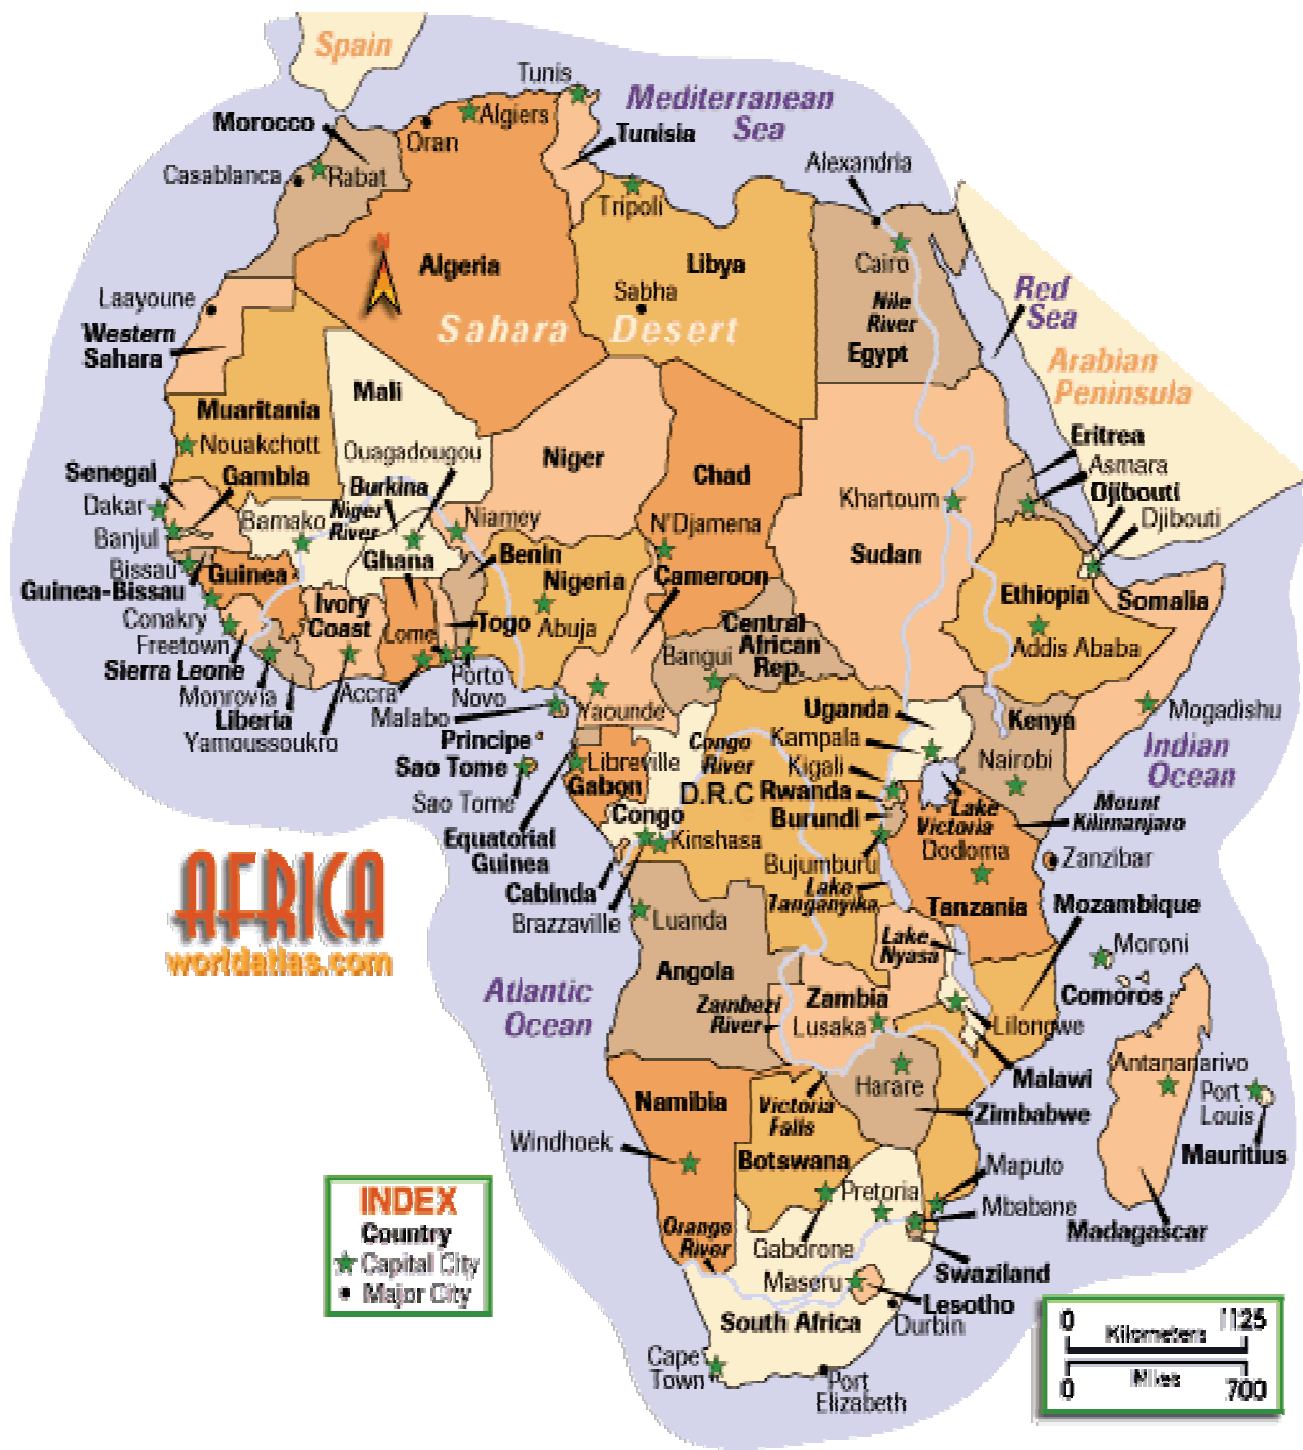 Spain
Tunis
Mediterranean
Sea
Algiers
Morocco
Oran
Tunisia
Alexandria
Casablanca
Rabat
Tripoli
N
Algeria
Libya
Cairo
Laayoune
Sabha
Nile
River
Red
Sea
Sahara Desert
Western
Sahara
Egypt
Arabian
Peninsula
Mali
Muaritania
Nouakchott
Ouagadougou
Niger
Chad
Eritrea
Asmara
Senegal
Gambia
Burkina
Djibouti
Djibouti
Dakar
Banjul
Bamako
Niger
River
Niamey
N'Djamena
Khartoum
Sudan
Bissau
Guinea-Bissau
Guinea
Ghana
Benin
Nigeria
Cameroon
Ethiopia
Somalia
Conakry
Freetown
Ivory
Coast
Lome
Togo
Abuja
Central
African
Rep.
Addis Ababa
Sierra Leone
Monrovia
Liberia
Yamoussoukro
Accra
Porto
Novo
Malabo
Yaounde
Bangui
Uganda
Kenya
Mogadishu
Principe
Sao Tome
Sao Tome
Libreville
Gabon
Congo
River
Kampala
Kigali
Nairobi
Indian
Ocean
D.R.C
Rwanda
Burundi
Lake
Victoria
Mount
Kilimanjaro
Congo
Kinshasa
Equatorial
Guinea
Bujumburu
Dodoma
Zanzibar
Cabinda
Brazzaville
Lake
Tanganyika
Tanzania
Mozambique
AFRICA
worldatlas.com
Luanda
Lake
Nyasa
Moroni
Angola
Atlantic
Ocean
Zambezi
River
Zambia
Lusaka
Comoros
Lilongwe
Antananarivo
Malawi
Harare
Port
Louis
Namibia
Victoria
Falls
Zimbabwe
Windhoek
Botswana
Mauritius
Maputo
Pretoria
Mbabane
Madagascar
Orange
River
Gaborone
Swaziland
Maseru
Lesotho
South Africa
Durbin
Cape
Town
Port
Elizabeth
INDEX
Country
Capital City
Major City
0 1125
Kilometers
Miles
0 700